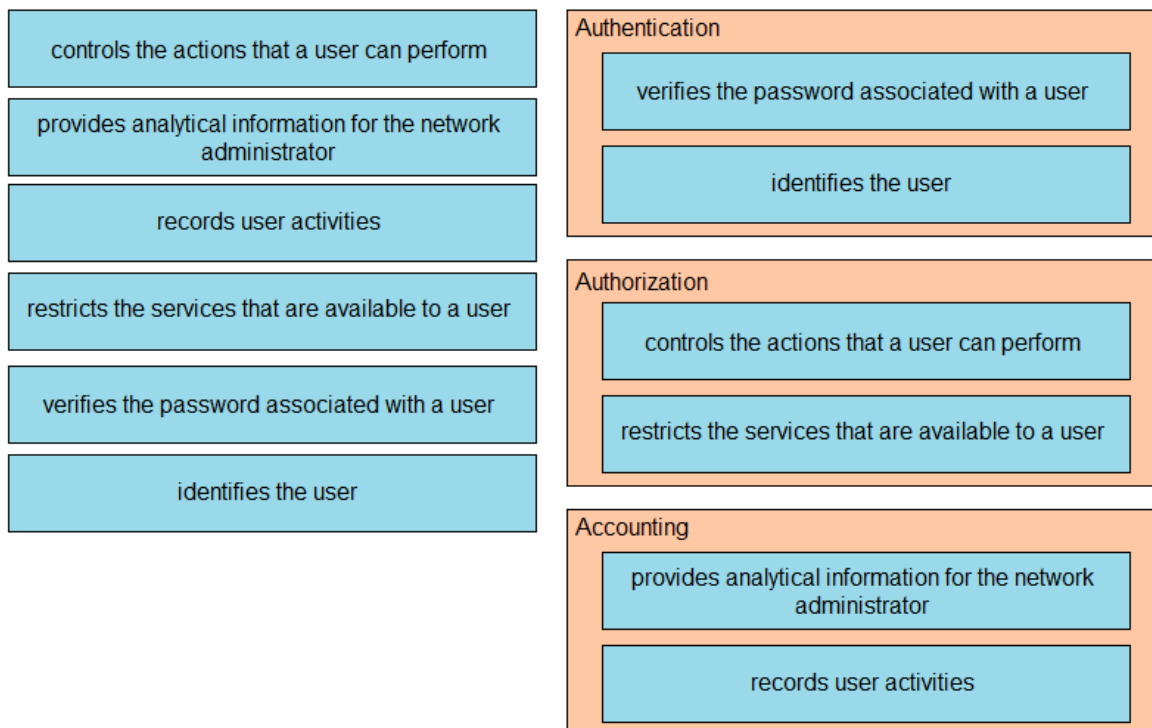 controls the actions that a user can perform
provides analytical information for the network
administrator
records user activities
restricts the services that are available to a user
verifies the password associated with a user
identifies the user
Authentication
verifies the password associated with a user
identifies the user
Authorization
controls the actions that a user can perform
restricts the services that are available to a user
Accounting
provides analytical information for the network
administrator
records user activities